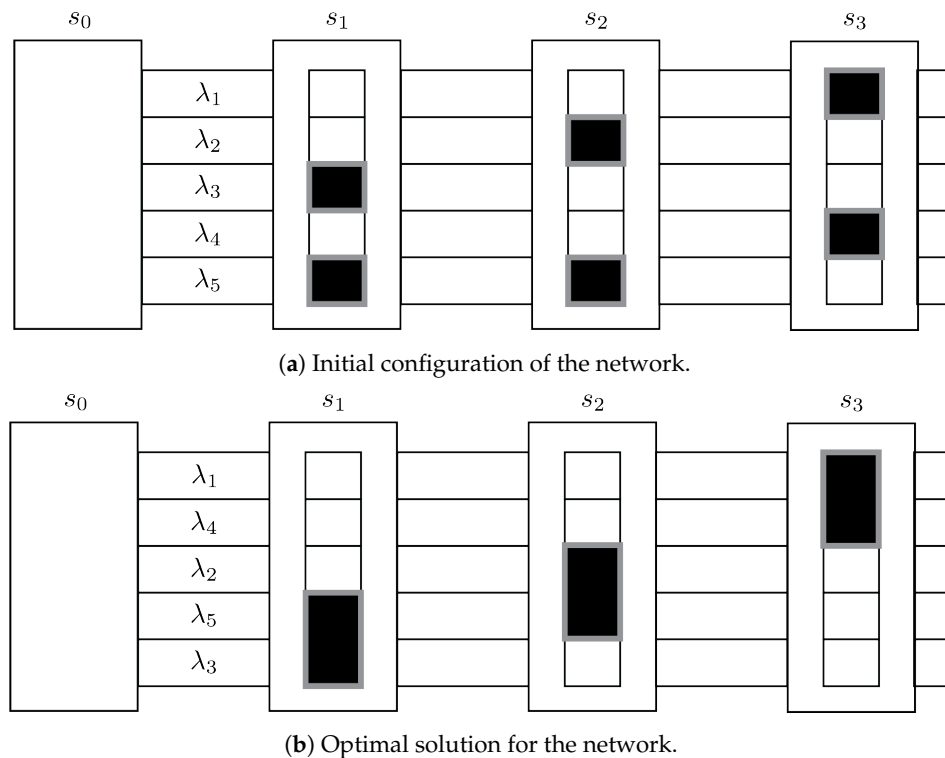 s₀ s₁ s₂ s₃
λ₁
λ₂
λ₃
λ₄
λ₅
(a) Initial configuration of the network.
s₀ s₁ s₂ s₃
λ₁
λ₄
λ₂
λ₅
λ₃
(b) Optimal solution for the network.